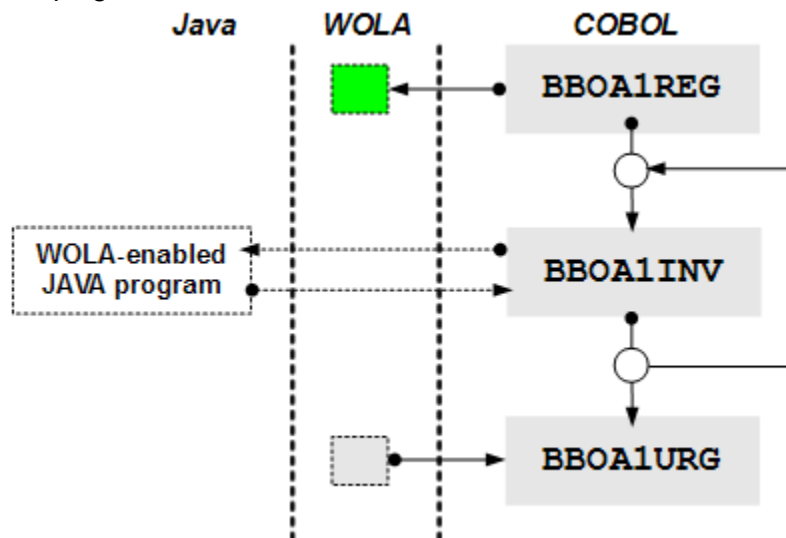 Java WOLA COBOL
BBOA1REG
WOLA-enabled
JAVA program
BBOA1INV
BBOA1URG